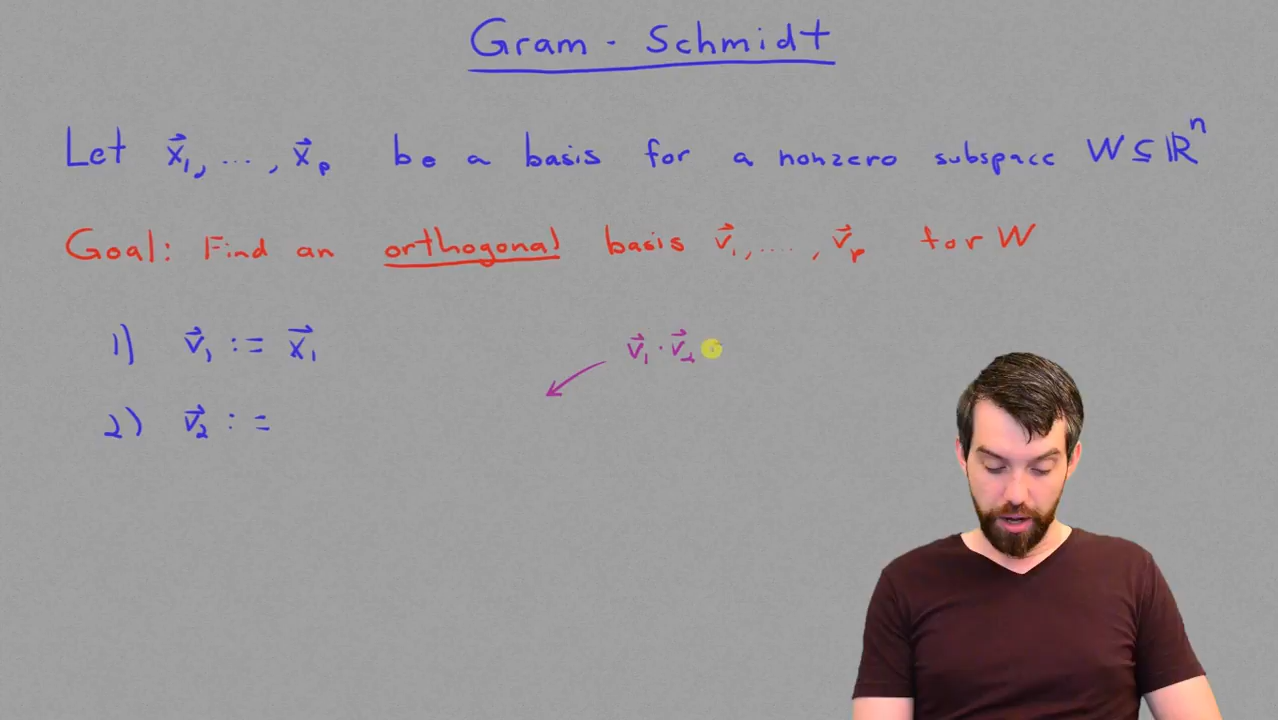 Gram - Schmidt
Let x⃗₁, ..., x⃗ₚ be a basis for a nonzero subspace W ⊆ ℝⁿ
Goal: Find an orthogonal basis v⃗₁, ...., v⃗ₚ for W
1) v⃗₁ := x⃗₁
v⃗₁ · v⃗₂
2) v⃗₂ :=